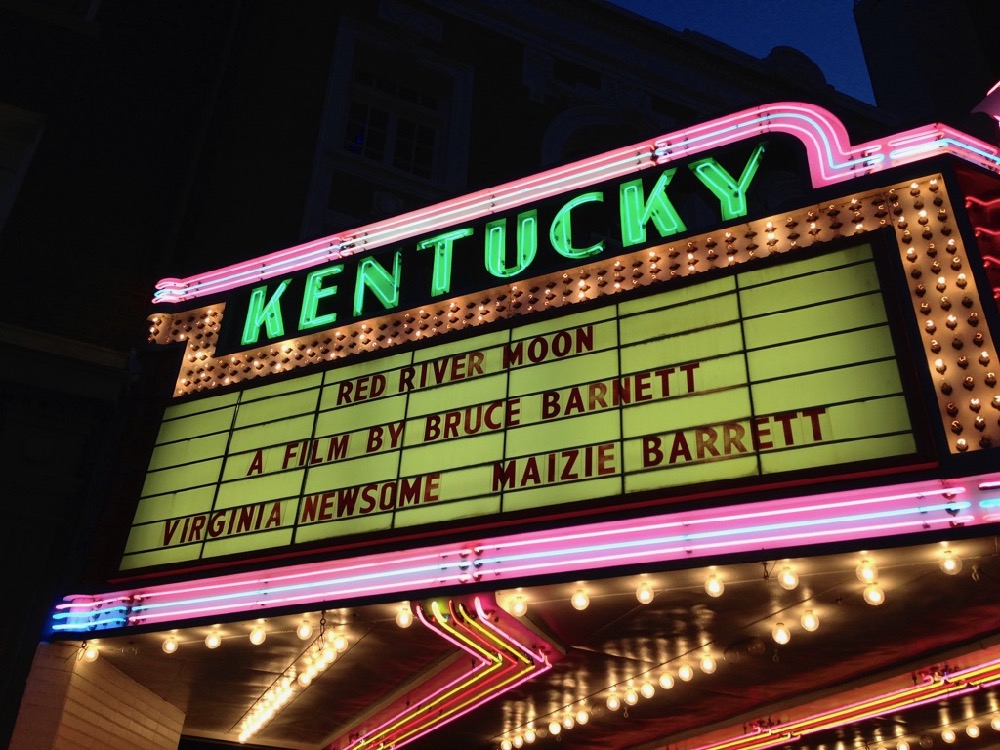 KENTUCKY
RED RIVER MOON
A FILM BY BRUCE BARNETT
VIRGINIA NEWSOME MAIZIE BARRETT